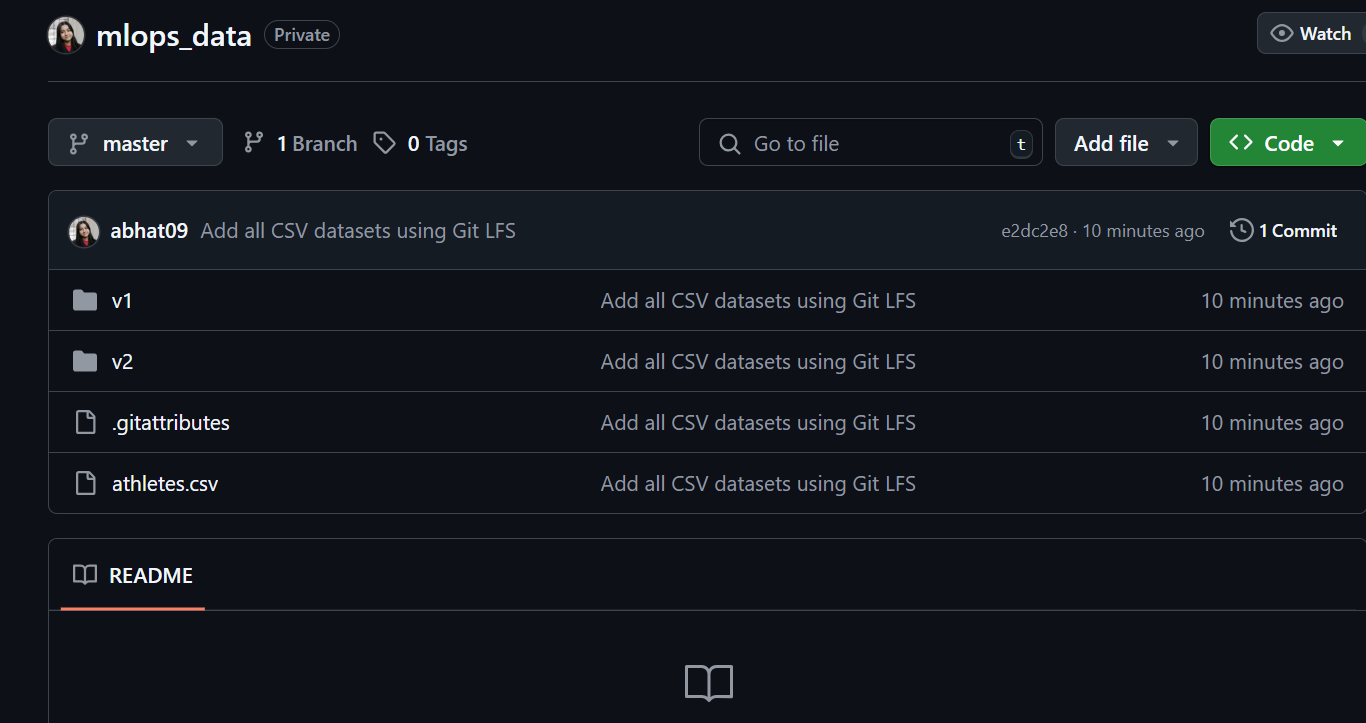 mlops_data Private Watch
master 1 Branch 0 Tags Go to file t Add file Code
abhat09 Add all CSV datasets using Git LFS e2dc2e8 · 10 minutes ago 1 Commit
v1 Add all CSV datasets using Git LFS 10 minutes ago
v2 Add all CSV datasets using Git LFS 10 minutes ago
.gitattributes Add all CSV datasets using Git LFS 10 minutes ago
athletes.csv Add all CSV datasets using Git LFS 10 minutes ago
README